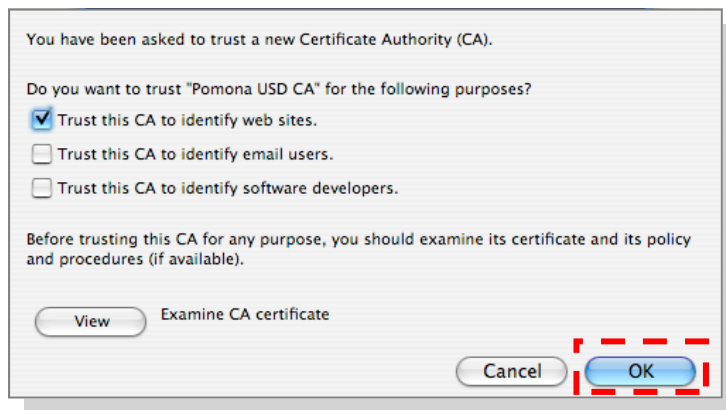 You have been asked to trust a new Certificate Authority (CA).
Do you want to trust "Pomona USD CA" for the following purposes?
Trust this CA to identify web sites.
Trust this CA to identify email users.
Trust this CA to identify software developers.
Before trusting this CA for any purpose, you should examine its certificate and its policy
and procedures (if available).
View Examine CA certificate
Cancel OK